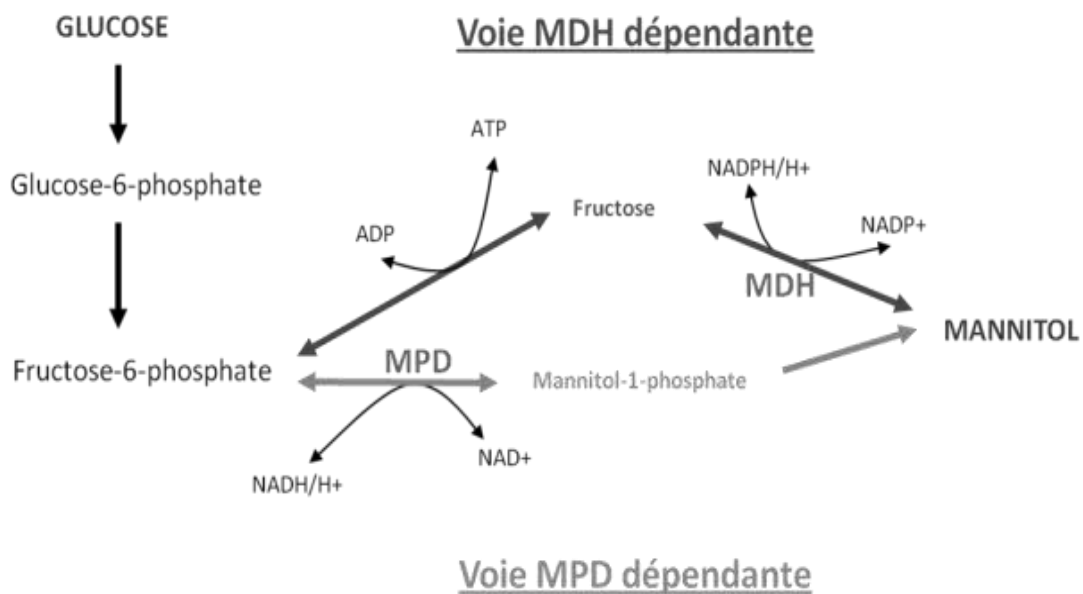 GLUCOSE
Voie MDH dépendante
ATP
Glucose-6-phosphate
NADPH/H+
Fructose
ADP
NADP+
MDH
MANNITOL
Fructose-6-phosphate
MPD
Mannitol-1-phosphate
NADH/H+
NAD+
Voie MPD dépendante